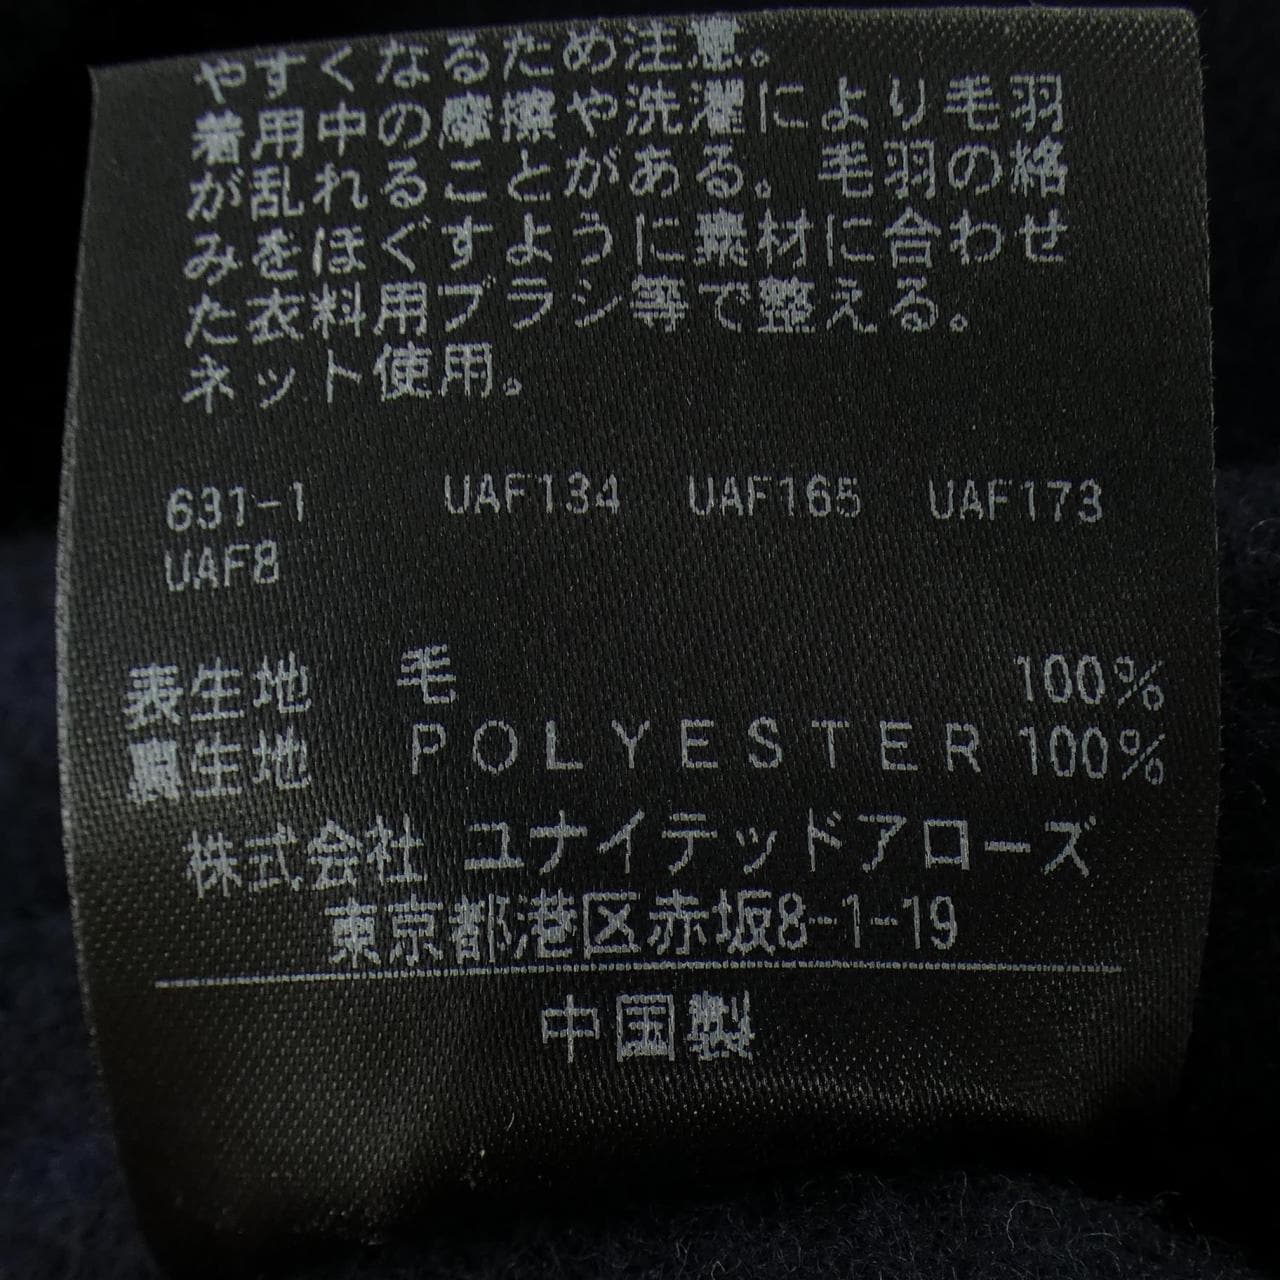 やすくなるため注意。
着用中の摩擦や洗濯により毛羽
が乱れることがある。毛羽の絡
みをほぐすように素材に合わせ
た衣料用ブラシ等で整える。
ネット使用。
631-1 UAF134 UAF165 UAF173
UAF8
表生地 毛 100%
裏生地 POLYESTER 100%
株式会社 ユナイテッドアローズ
東京都港区赤坂8-1-19
中国製